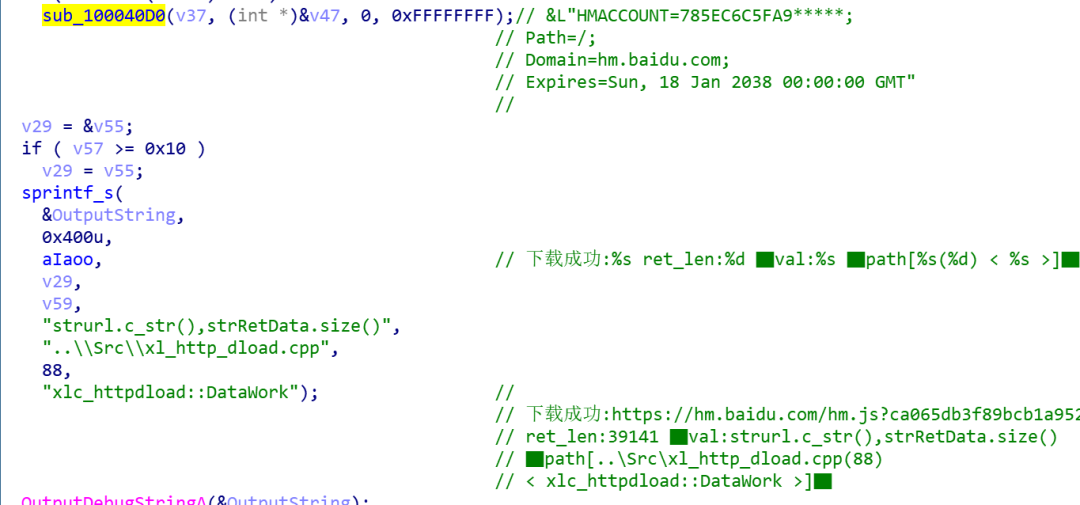 sub_100040D0(v37, (int *)&v47, 0, 0xFFFFFFFF);// &L"HMACCOUNT=785EC6C5FA9*****;
// Path=/;
// Domain=hm.baidu.com;
// Expires=Sun, 18 Jan 2038 00:00:00 GMT"
//
v29 = &v55;
if ( v57 >= 0x10 )
v29 = v55;
sprintf_s(
&OutputString,
0x400u,
aIaoo, // 下载成功:%s ret_len:%d ██val:%s ██path[%s(%d) < %s >]██
v29,
v59,
"strurl.c_str(),strRetData.size()",
"..\\Src\\xl_http_dload.cpp",
88,
"xlc_httpdload::DataWork"); //
// 下载成功:https://hm.baidu.com/hm.js?ca065db3f89bcb1a952
// ret_len:39141 ██val:strurl.c_str(),strRetData.size()
// ██path[..\Src\xl_http_dload.cpp(88)
// < xlc_httpdload::DataWork >]██
OutputDebugStringA(&OutputString);